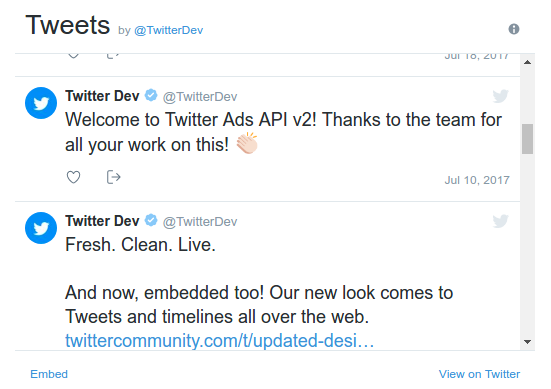 Tweets by @TwitterDev
Jul 18, 2017
Twitter Dev @TwitterDev
Welcome to Twitter Ads API v2! Thanks to the team for
all your work on this! 👏🏻
Jul 10, 2017
Twitter Dev @TwitterDev
Fresh. Clean. Live.
And now, embedded too! Our new look comes to
Tweets and timelines all over the web.
twittercommunity.com/t/updated-desi…
Embed
View on Twitter